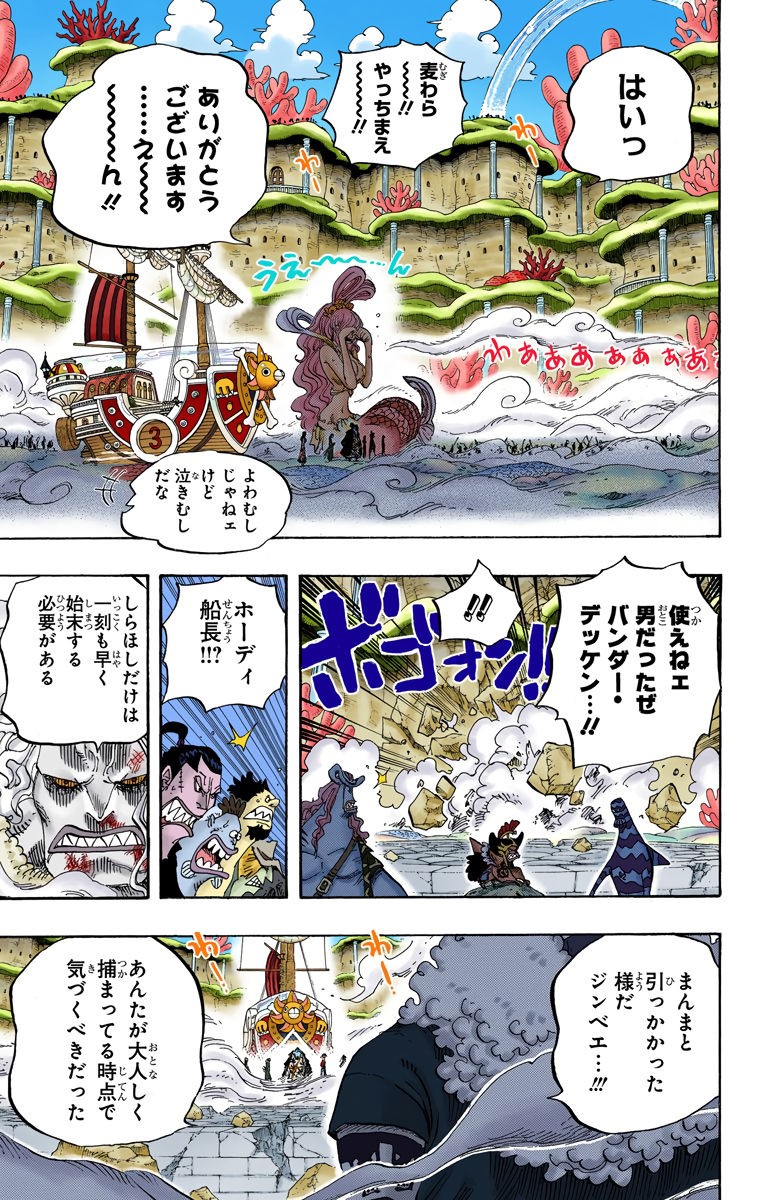 はいっ
麦わら
〜〜〜!!
やっちまえ
〜〜〜!!
ありがとう
ございます
……え〜〜
〜〜〜ん!!
わー
わー
うえ〜〜…ん
わぁぁぁぁぁぁぁ
よわむし
じゃねェ
けど
泣きむし
だな
使えねェ
男だったぜ
バンダー・
デッケン…!!
!!
ボゴォン!!
ホーディ
船長!!?
しらほしだけは
一刻も早く
始末する
必要がある
まんまと
引っかかった
様だ
ジンベエ…!!!
わー
わー
あんたが大人しく
捕まってる時点で
気づくべきだった